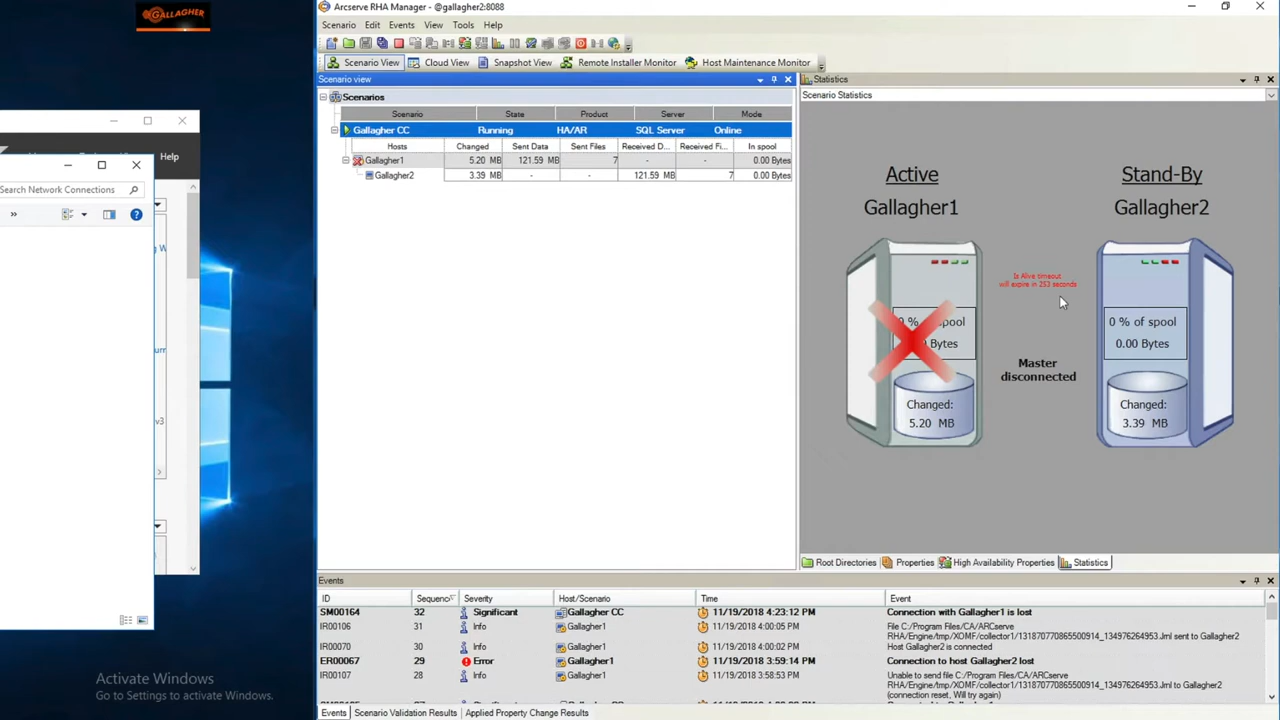 GALLAGHER
Arcserve RHA Manager - @gallagher2:8088
Scenario Edit Events View Tools Help
Scenario View Cloud View Snapshot View Remote Installer Monitor Host Maintenance Monitor
Scenario view
Statistics
Scenario Statistics
Scenarios
Scenario State Product Server Mode
Gallagher CC Running HA/AR SQL Server Online
Hosts Changed Sent Data Sent Files Received D... Received Fi... In spool
Gallagher1 5.20 MB 121.59 MB 7 - - 0.00 Bytes
Gallagher2 3.39 MB - - 121.59 MB 7 0.00 Bytes
Help
Search Network Connections
»
v3
Active
Gallagher1
Stand-By
Gallagher2
Is Alive timeout
will expire in 253 seconds
Master
disconnected
Bytes
Changed:
5.20 MB
0 % of spool
0.00 Bytes
Changed:
3.39 MB
Root Directories Properties High Availability Properties Statistics
Events
ID Sequence Severity Host/Scenario Time Event
SM00164 32 Significant Gallagher CC 11/19/2018 4:23:12 PM Connection with Gallagher1 is lost
IR00106 31 Info Gallagher1 11/19/2018 4:00:05 PM File C:/Program Files/CA/ARCserve
RHA/Engine/tmp/XOMF/collector1/131870770865500914_134976264953.Jml sent to Gallagher2
IR00070 30 Info Gallagher1 11/19/2018 4:00:02 PM Host Gallagher2 is connected
ER00067 29 Error Gallagher1 11/19/2018 3:59:14 PM Connection to host Gallagher2 lost
IR00107 28 Info Gallagher1 11/19/2018 3:58:53 PM Unable to send file C:/Program Files/CA/ARCserve
RHA/Engine/tmp/XOMF/collector1/131870770865500914_134976264953.Jml to Gallagher2
(connection reset, Will try again)
Events Scenario Validation Results Applied Property Change Results
Activate Windows
Go to Settings to activate Windows.